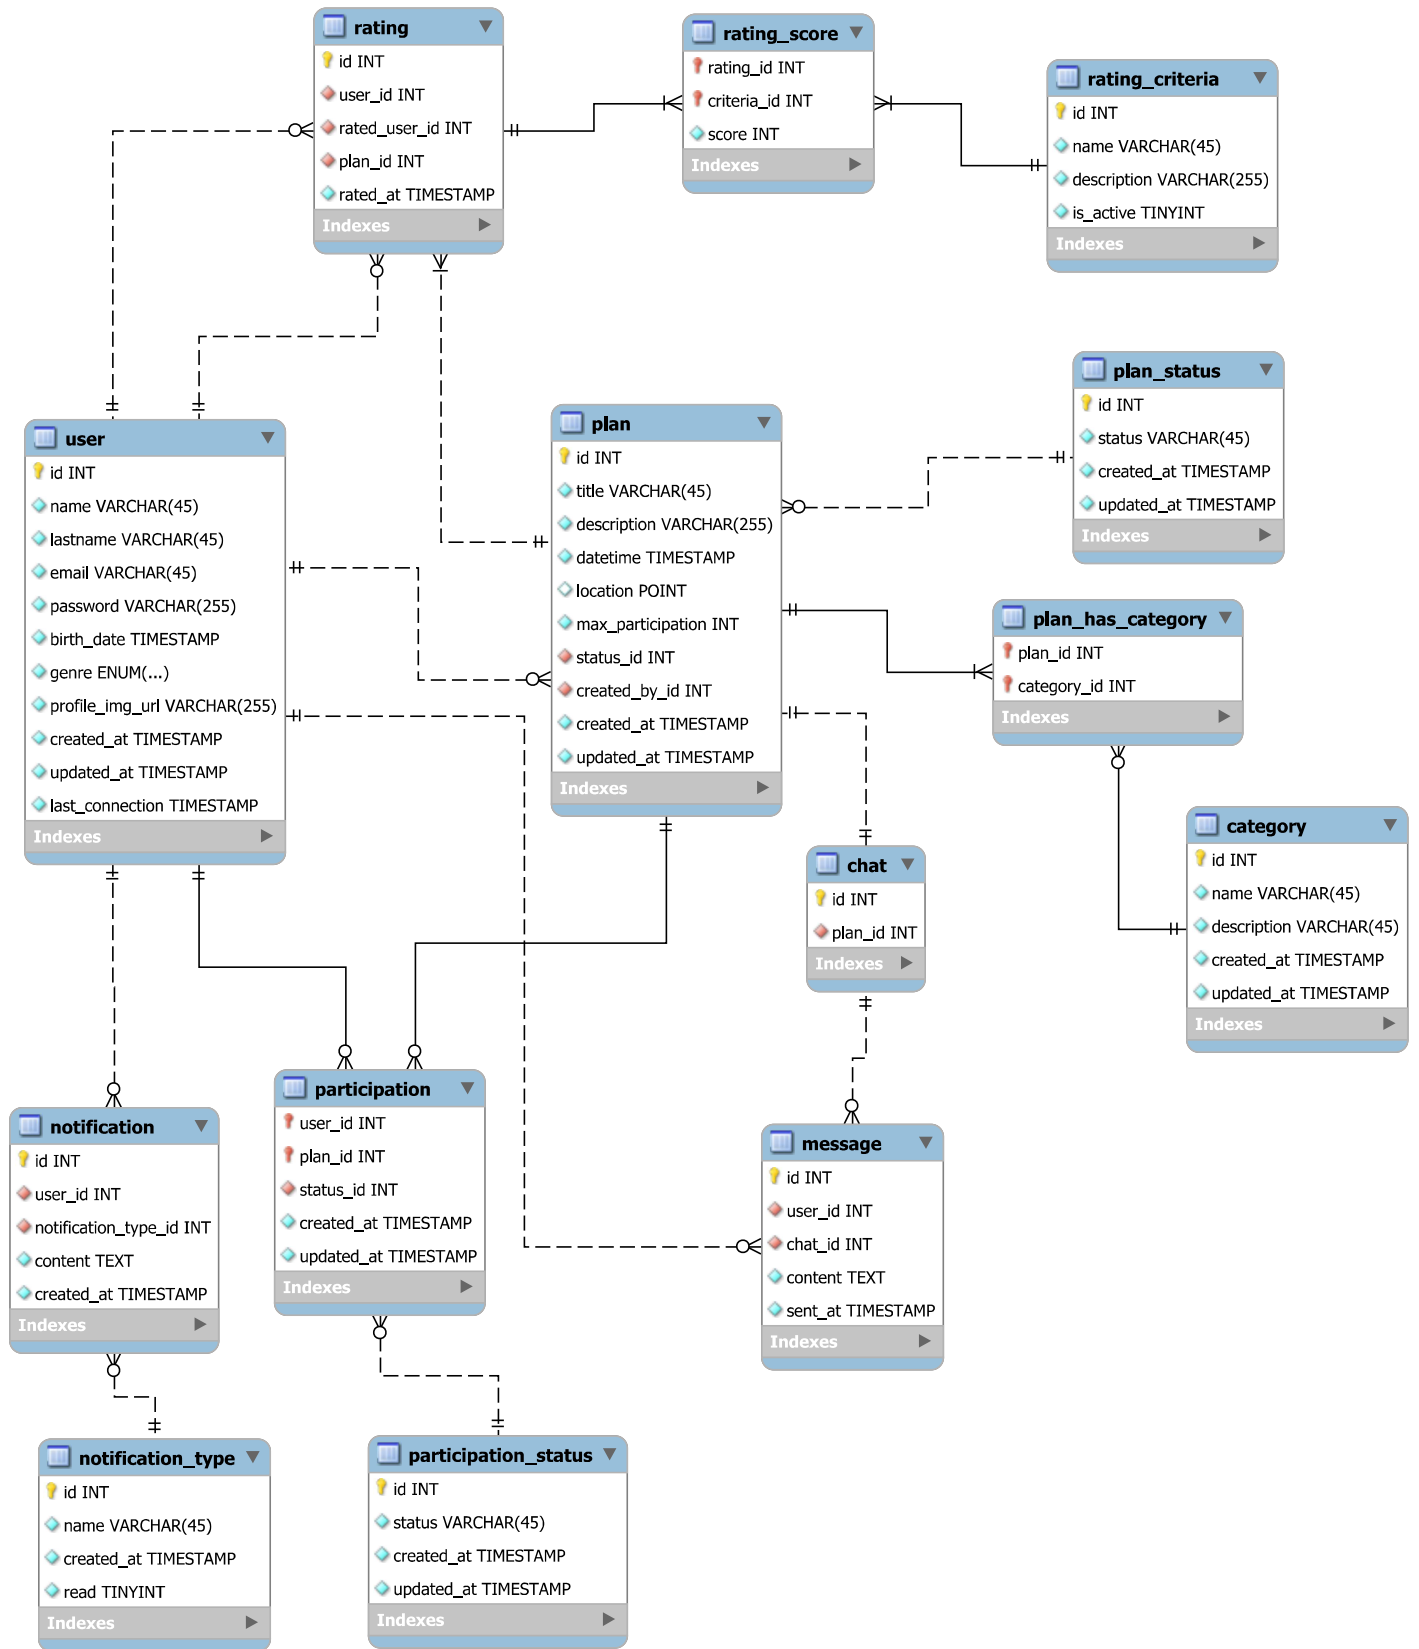 rating
id INT
user_id INT
rated_user_id INT
plan_id INT
rated_at TIMESTAMP
Indexes
rating_score
rating_id INT
criteria_id INT
score INT
Indexes
rating_criteria
id INT
name VARCHAR(45)
description VARCHAR(255)
is_active TINYINT
Indexes
plan_status
id INT
status VARCHAR(45)
created_at TIMESTAMP
updated_at TIMESTAMP
Indexes
user
id INT
name VARCHAR(45)
lastname VARCHAR(45)
email VARCHAR(45)
password VARCHAR(255)
birth_date TIMESTAMP
genre ENUM(...)
profile_img_url VARCHAR(255)
created_at TIMESTAMP
updated_at TIMESTAMP
last_connection TIMESTAMP
Indexes
plan
id INT
title VARCHAR(45)
description VARCHAR(255)
datetime TIMESTAMP
location POINT
max_participation INT
status_id INT
created_by_id INT
created_at TIMESTAMP
updated_at TIMESTAMP
Indexes
plan_has_category
plan_id INT
category_id INT
Indexes
category
id INT
name VARCHAR(45)
description VARCHAR(45)
created_at TIMESTAMP
updated_at TIMESTAMP
Indexes
chat
id INT
plan_id INT
Indexes
notification
id INT
user_id INT
notification_type_id INT
content TEXT
created_at TIMESTAMP
Indexes
participation
user_id INT
plan_id INT
status_id INT
created_at TIMESTAMP
updated_at TIMESTAMP
Indexes
message
id INT
user_id INT
chat_id INT
content TEXT
sent_at TIMESTAMP
Indexes
notification_type
id INT
name VARCHAR(45)
created_at TIMESTAMP
read TINYINT
Indexes
participation_status
id INT
status VARCHAR(45)
created_at TIMESTAMP
updated_at TIMESTAMP
Indexes